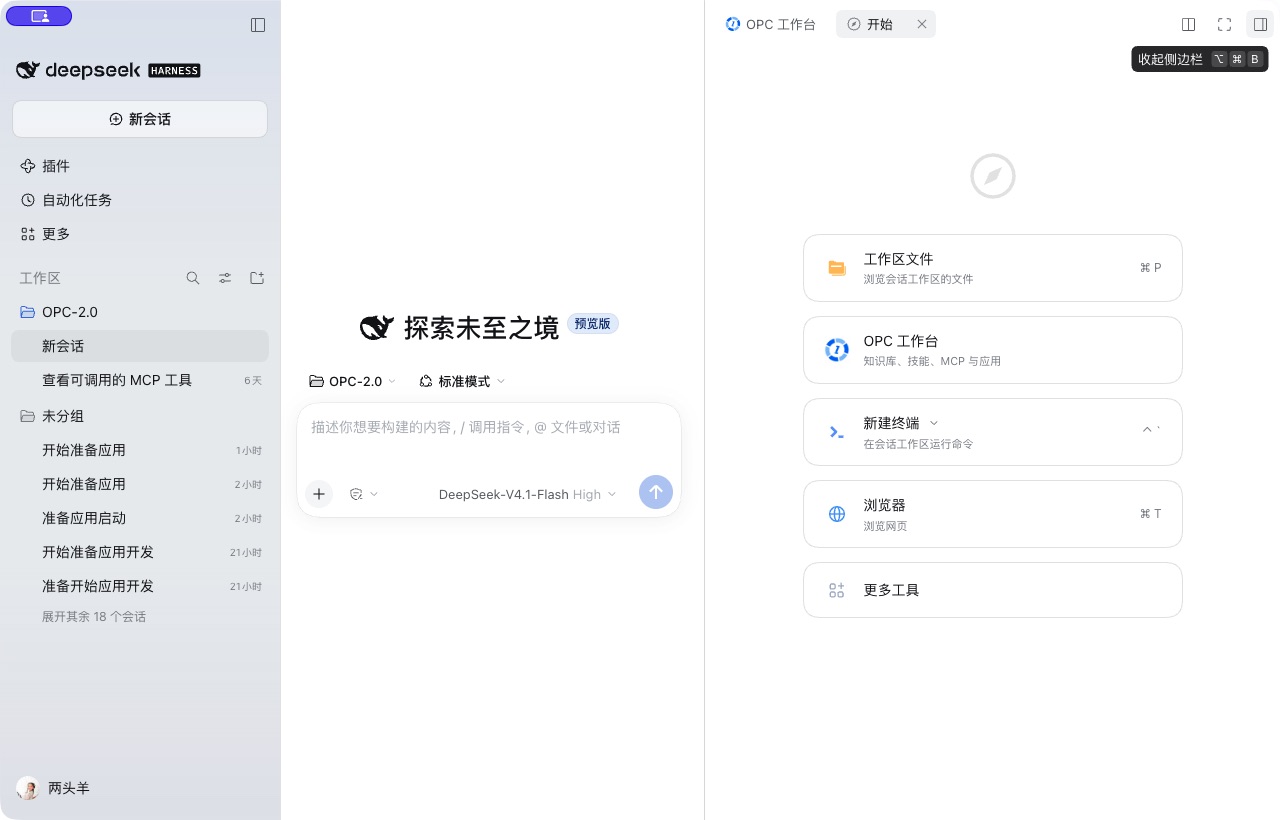 deepseek HARNESS
新会话
插件
自动化任务
更多
工作区
OPC-2.0
新会话
查看可调用的 MCP 工具 6天
未分组
开始准备应用 1小时
开始准备应用 2小时
准备应用启动 2小时
开始准备应用开发 21小时
准备开始应用开发 21小时
展开其余 18 个会话
两头羊
探索未至之境 预览版
OPC-2.0 标准模式
描述你想要构建的内容, / 调用指令, @ 文件或对话
DeepSeek-V4.1-Flash High
OPC 工作台 开始
收起侧边栏 ⌥ ⌘ B
工作区文件
浏览会话工作区的文件
⌘ P
OPC 工作台
知识库、技能、MCP 与应用
新建终端
在会话工作区运行命令
⌃ `
浏览器
浏览网页
⌘ T
更多工具